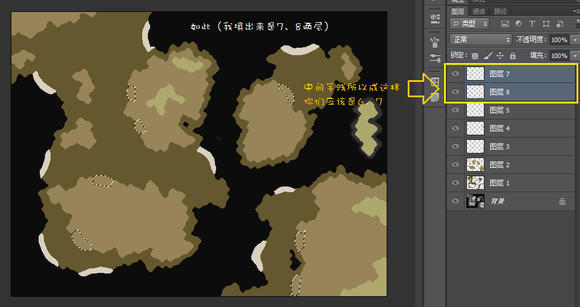 如此（我填出来是7、8两层）
中间手贱所以成这样
你们应该是6、7
图层 通道 路径
类型
正常 不透明度: 100%
锁定: 填充: 100%
图层 7
图层 8
图层 5
图层 4
图层 3
图层 2
图层 1
背景